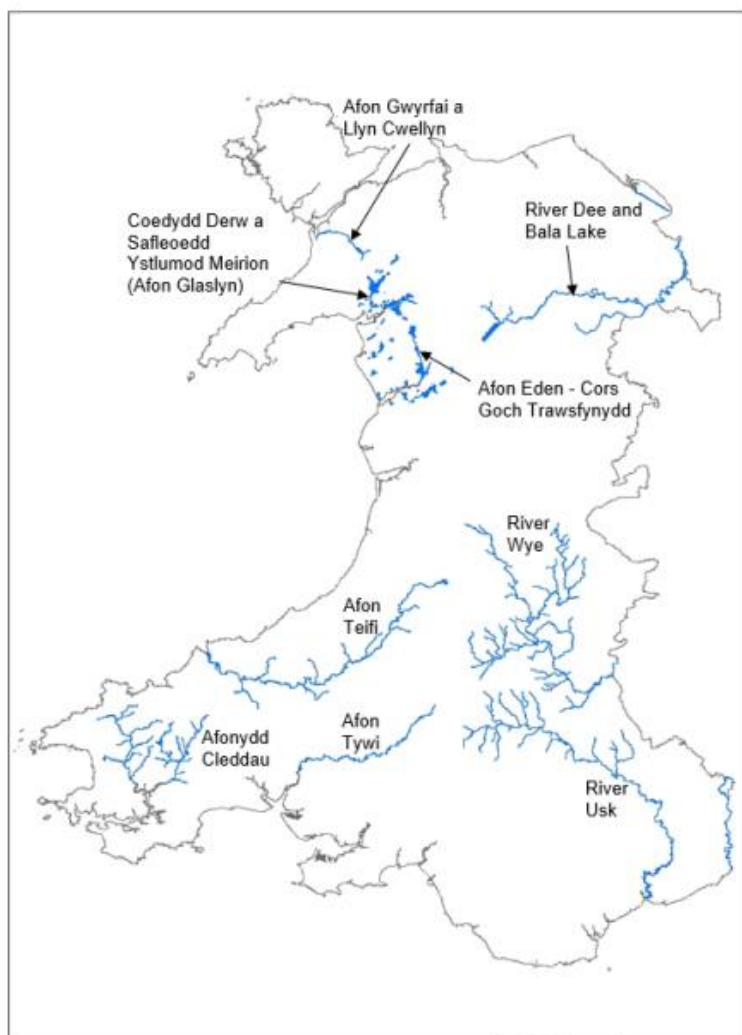 Afon Gwyrfai a
Llyn Cwellyn
Coedydd Derw a
Safleoedd
Ystlumod Meirion
(Afon Glaslyn)
River Dee and
Bala Lake
Afon Eden - Cors
Goch Trawsfynydd
River
Wye
Afon
Teifi
Afonydd
Cleddau
Afon
Tywi
River
Usk